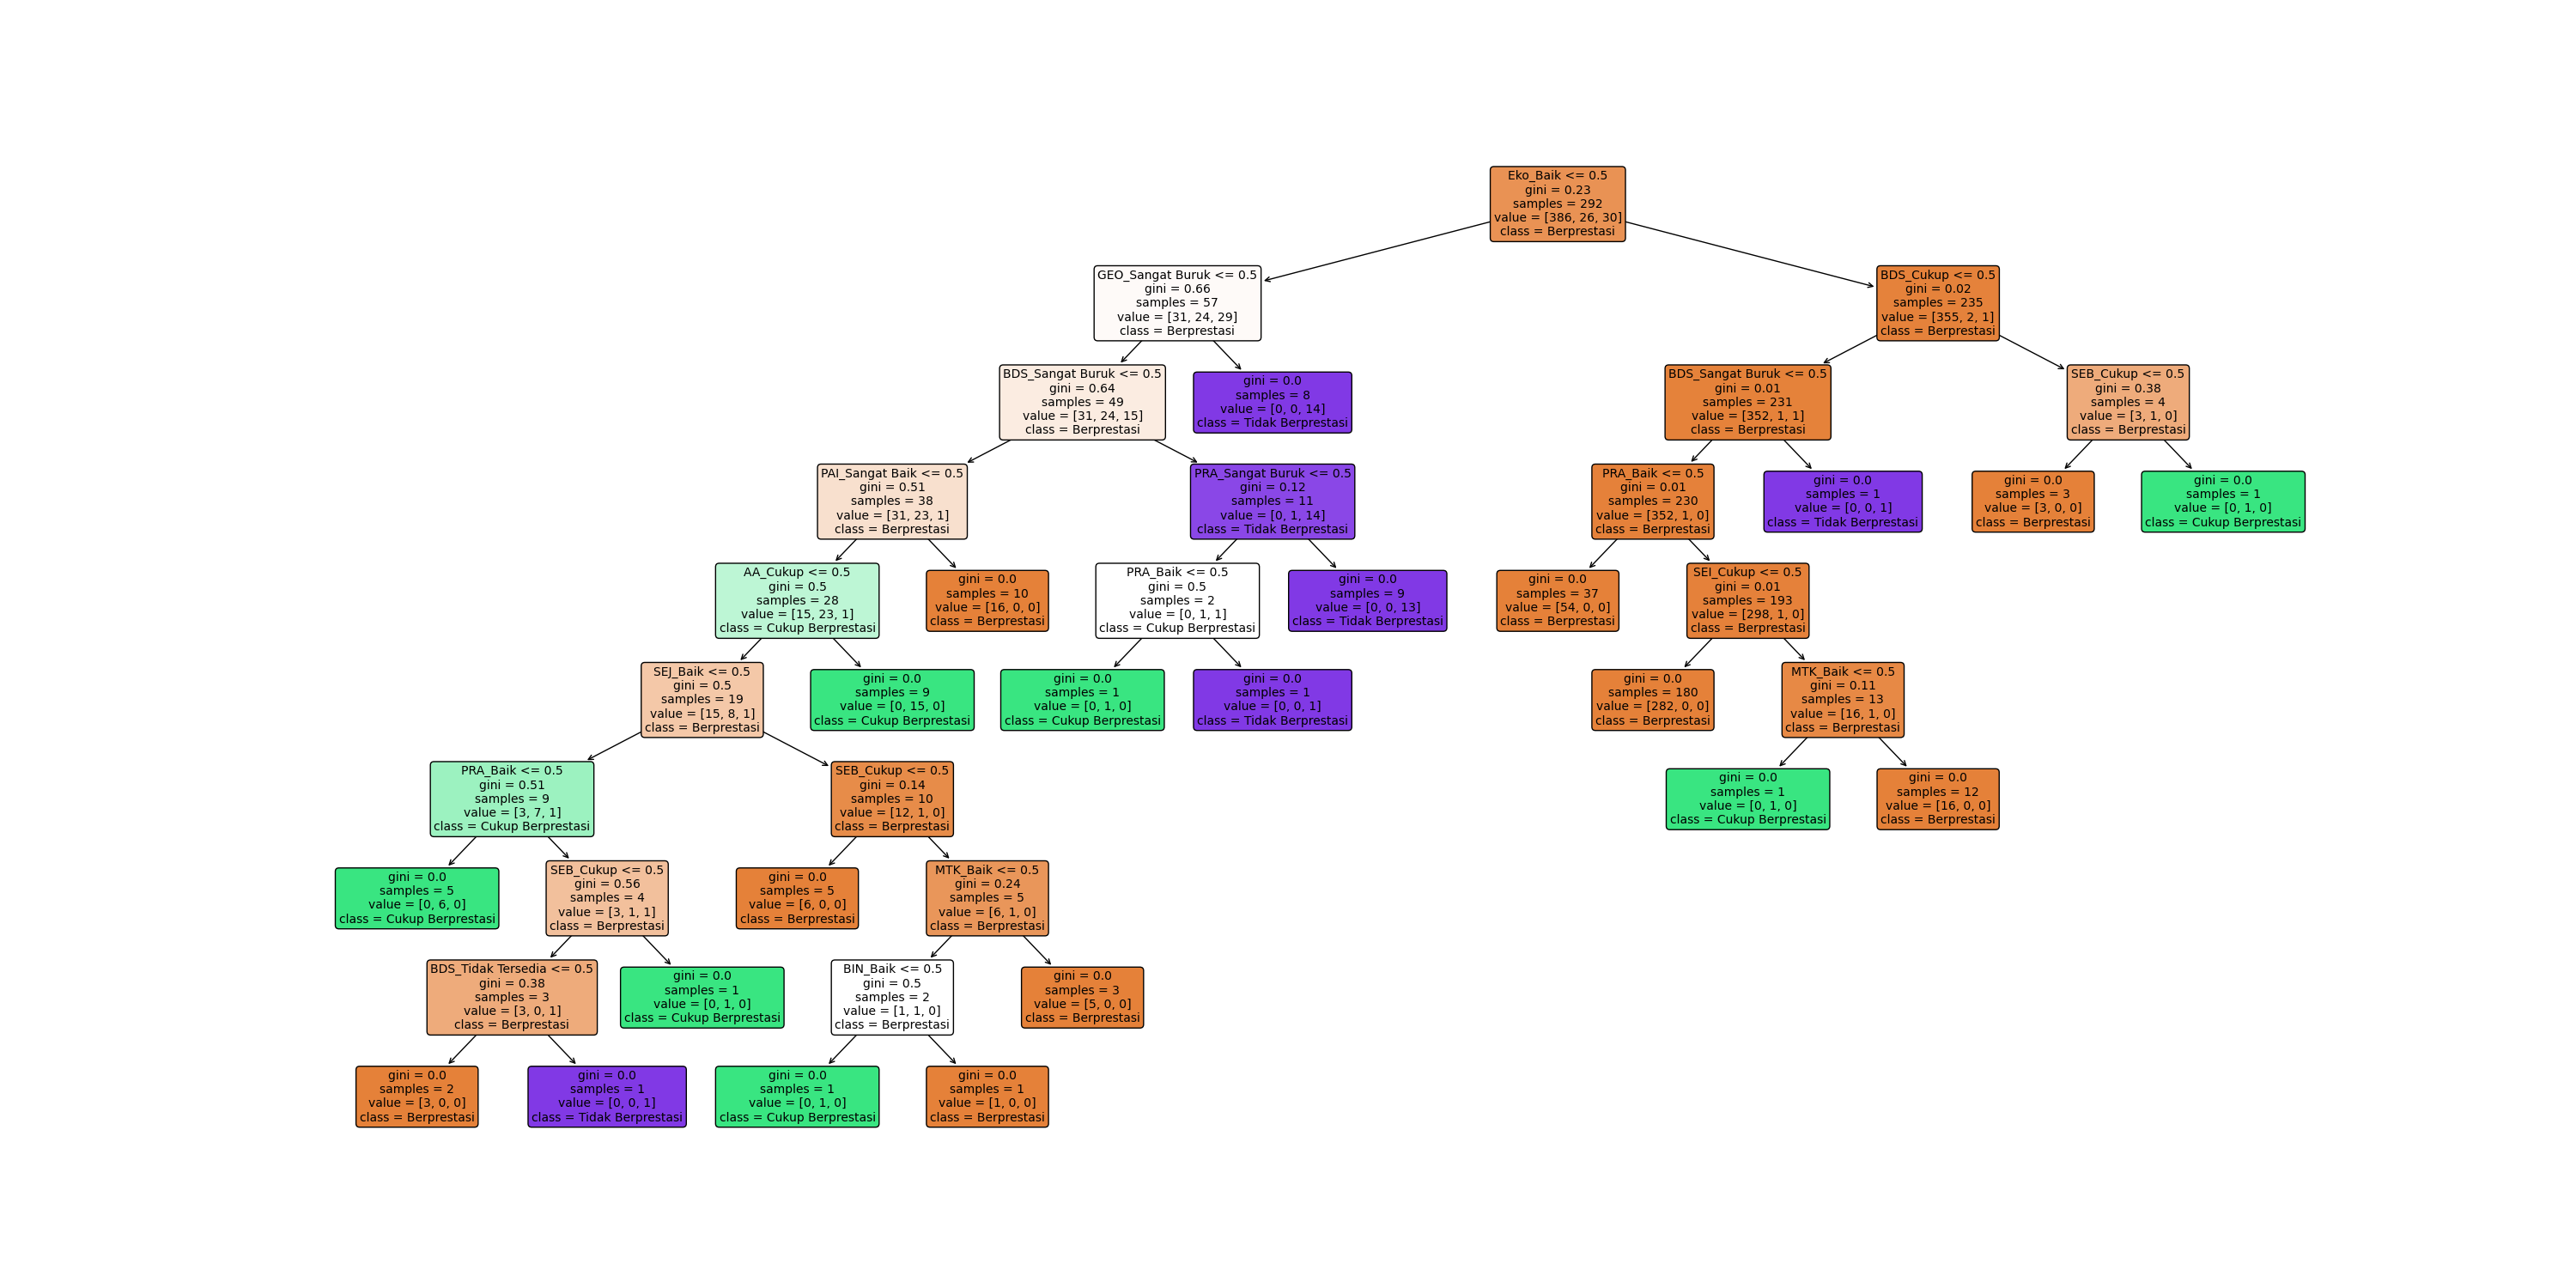 Eko_Baik <= 0.5
gini = 0.23
samples = 292
value = [386, 26, 30]
class = Berprestasi
GEO_Sangat Buruk <= 0.5
gini = 0.66
samples = 57
value = [31, 24, 29]
class = Berprestasi
BDS_Cukup <= 0.5
gini = 0.02
samples = 235
value = [355, 2, 1]
class = Berprestasi
BDS_Sangat Buruk <= 0.5
gini = 0.64
samples = 49
value = [31, 24, 15]
class = Berprestasi
gini = 0.0
samples = 8
value = [0, 0, 14]
class = Tidak Berprestasi
BDS_Sangat Buruk <= 0.5
gini = 0.01
samples = 231
value = [352, 1, 1]
class = Berprestasi
SEB_Cukup <= 0.5
gini = 0.38
samples = 4
value = [3, 1, 0]
class = Berprestasi
PAI_Sangat Baik <= 0.5
gini = 0.51
samples = 38
value = [31, 23, 1]
class = Berprestasi
PRA_Sangat Buruk <= 0.5
gini = 0.12
samples = 11
value = [0, 1, 14]
class = Tidak Berprestasi
PRA_Baik <= 0.5
gini = 0.01
samples = 230
value = [352, 1, 0]
class = Berprestasi
gini = 0.0
samples = 1
value = [0, 0, 1]
class = Tidak Berprestasi
gini = 0.0
samples = 3
value = [3, 0, 0]
class = Berprestasi
gini = 0.0
samples = 1
value = [0, 1, 0]
class = Cukup Berprestasi
AA_Cukup <= 0.5
gini = 0.5
samples = 28
value = [15, 23, 1]
class = Cukup Berprestasi
gini = 0.0
samples = 10
value = [16, 0, 0]
class = Berprestasi
PRA_Baik <= 0.5
gini = 0.5
samples = 2
value = [0, 1, 1]
class = Cukup Berprestasi
gini = 0.0
samples = 9
value = [0, 0, 13]
class = Tidak Berprestasi
gini = 0.0
samples = 37
value = [54, 0, 0]
class = Berprestasi
SEI_Cukup <= 0.5
gini = 0.01
samples = 193
value = [298, 1, 0]
class = Berprestasi
SEJ_Baik <= 0.5
gini = 0.5
samples = 19
value = [15, 8, 1]
class = Berprestasi
gini = 0.0
samples = 9
value = [0, 15, 0]
class = Cukup Berprestasi
gini = 0.0
samples = 1
value = [0, 1, 0]
class = Cukup Berprestasi
gini = 0.0
samples = 1
value = [0, 0, 1]
class = Tidak Berprestasi
gini = 0.0
samples = 180
value = [282, 0, 0]
class = Berprestasi
MTK_Baik <= 0.5
gini = 0.11
samples = 13
value = [16, 1, 0]
class = Berprestasi
PRA_Baik <= 0.5
gini = 0.51
samples = 9
value = [3, 7, 1]
class = Cukup Berprestasi
SEB_Cukup <= 0.5
gini = 0.14
samples = 10
value = [12, 1, 0]
class = Berprestasi
gini = 0.0
samples = 1
value = [0, 1, 0]
class = Cukup Berprestasi
gini = 0.0
samples = 12
value = [16, 0, 0]
class = Berprestasi
gini = 0.0
samples = 5
value = [0, 6, 0]
class = Cukup Berprestasi
SEB_Cukup <= 0.5
gini = 0.56
samples = 4
value = [3, 1, 1]
class = Berprestasi
gini = 0.0
samples = 5
value = [6, 0, 0]
class = Berprestasi
MTK_Baik <= 0.5
gini = 0.24
samples = 5
value = [6, 1, 0]
class = Berprestasi
BDS_Tidak Tersedia <= 0.5
gini = 0.38
samples = 3
value = [3, 0, 1]
class = Berprestasi
gini = 0.0
samples = 1
value = [0, 1, 0]
class = Cukup Berprestasi
BIN_Baik <= 0.5
gini = 0.5
samples = 2
value = [1, 1, 0]
class = Berprestasi
gini = 0.0
samples = 3
value = [5, 0, 0]
class = Berprestasi
gini = 0.0
samples = 2
value = [3, 0, 0]
class = Berprestasi
gini = 0.0
samples = 1
value = [0, 0, 1]
class = Tidak Berprestasi
gini = 0.0
samples = 1
value = [0, 1, 0]
class = Cukup Berprestasi
gini = 0.0
samples = 1
value = [1, 0, 0]
class = Berprestasi